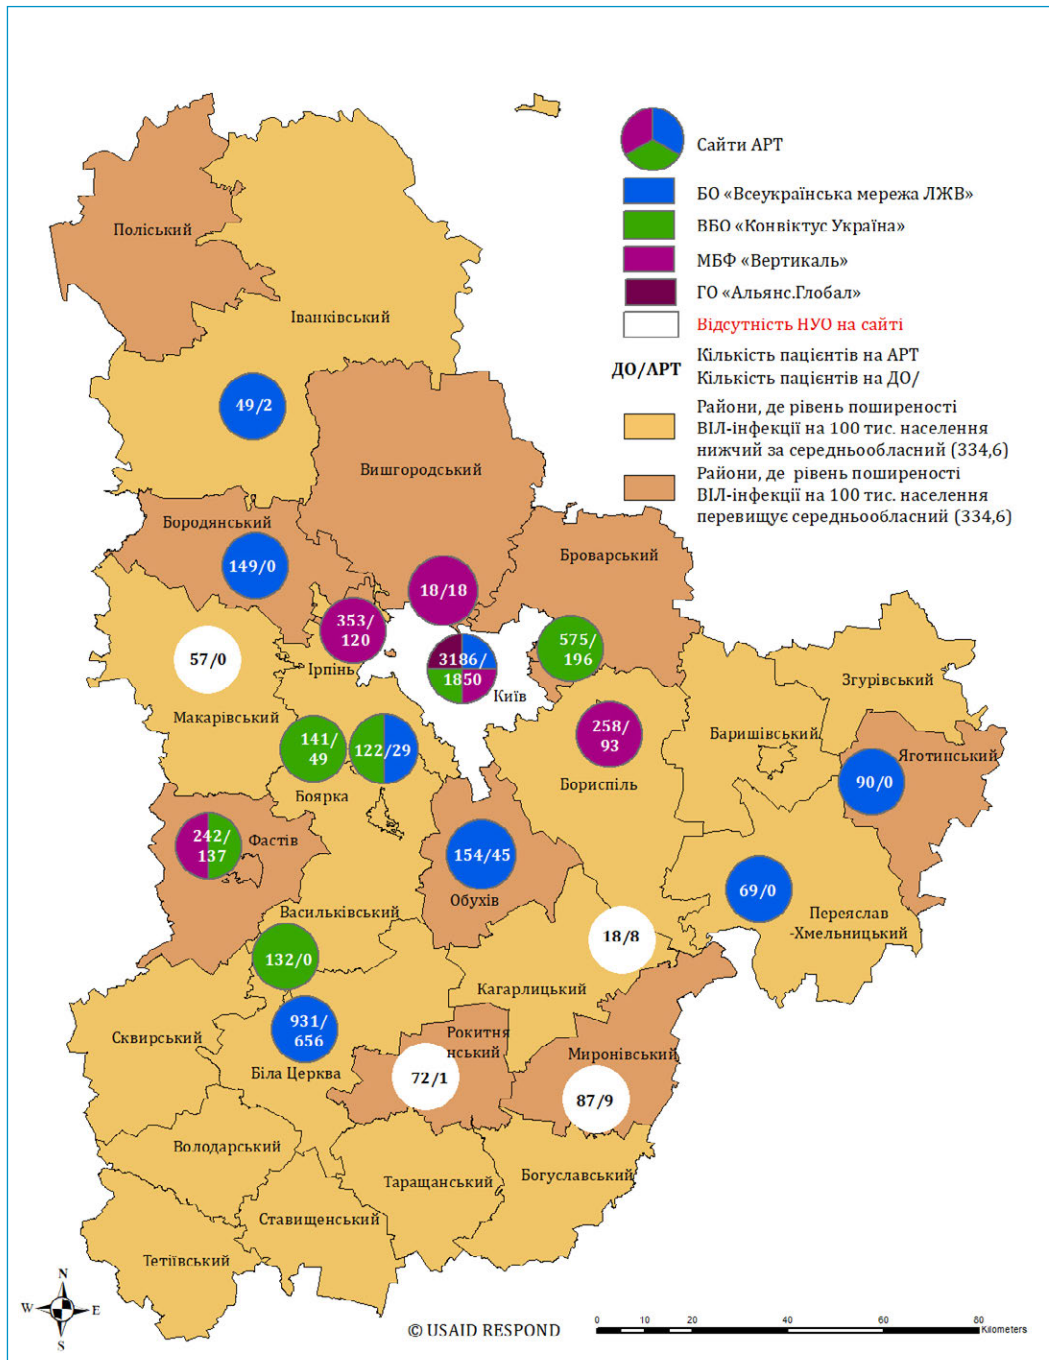 Сайти АРТ
БО «Всеукраїнська мережа ЛЖВ»
ВБО «Конвіктус Україна»
МБФ «Вертикаль»
ГО «Альянс.Глобал»
Відсутність НУО на сайті
ДО/АРТ
Кількість пацієнтів на АРТ
Кількість пацієнтів на ДО/
Райони, де рівень поширеності
ВІЛ-інфекції на 100 тис. населення
нижчий за середньообласний (334,6)
Райони, де рівень поширеності
ВІЛ-інфекції на 100 тис. населення
перевищує середньообласний (334,6)
Поліський
Іванківський
49/2
Вишгородський
Бородянський
149/0
Броварський
18/18
353/
120
Ірпінь
3186/
1850
Київ
575/
196
57/0
Макарівський
Згурівський
Баришівський
Яготинський
90/0
258/
93
Бориспіль
141/
49
122/29
Боярка
242/
137
Фастів
154/45
Обухів
69/0
Переяслав
-Хмельницький
Васильківський
132/0
18/8
Кагарлицький
931/
656
Біла Церква
Сквирський
Рокитня
нський
72/1
Миронівський
87/9
Володарський
Таращанський
Богуславський
Ставищенський
Тетіївський
N
W
E
S
© USAID RESPOND
0 10 20 40 60 80
Kilometers